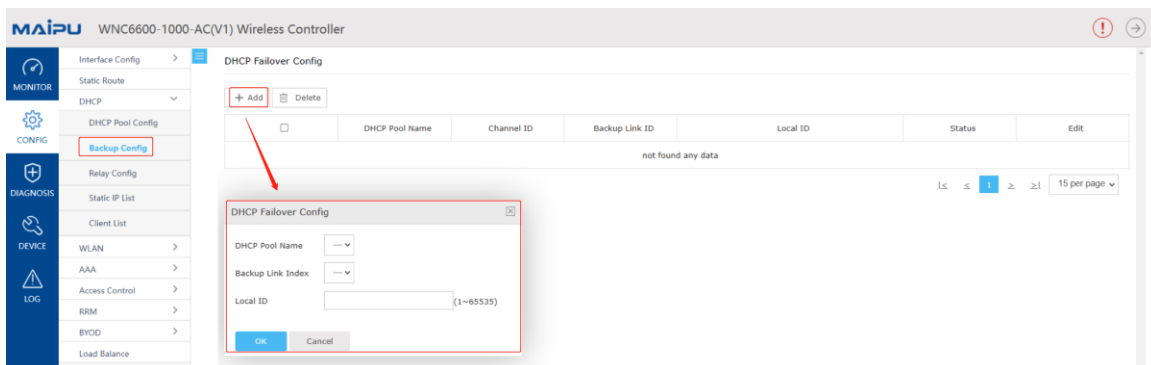 MAIPU WNC6600-1000-AC(V1) Wireless Controller
MONITOR
CONFIG
DIAGNOSIS
DEVICE
LOG
Interface Config
Static Route
DHCP
DHCP Pool Config
Backup Config
Relay Config
Static IP List
Client List
WLAN
AAA
Access Control
RRM
BYOD
Load Balance
DHCP Failover Config
+ Add Delete
DHCP Pool Name Channel ID Backup Link ID Local ID Status Edit
not found any data
|< < 1 > >| 15 per page
DHCP Failover Config
DHCP Pool Name ---
Backup Link Index ---
Local ID (1~65535)
OK Cancel